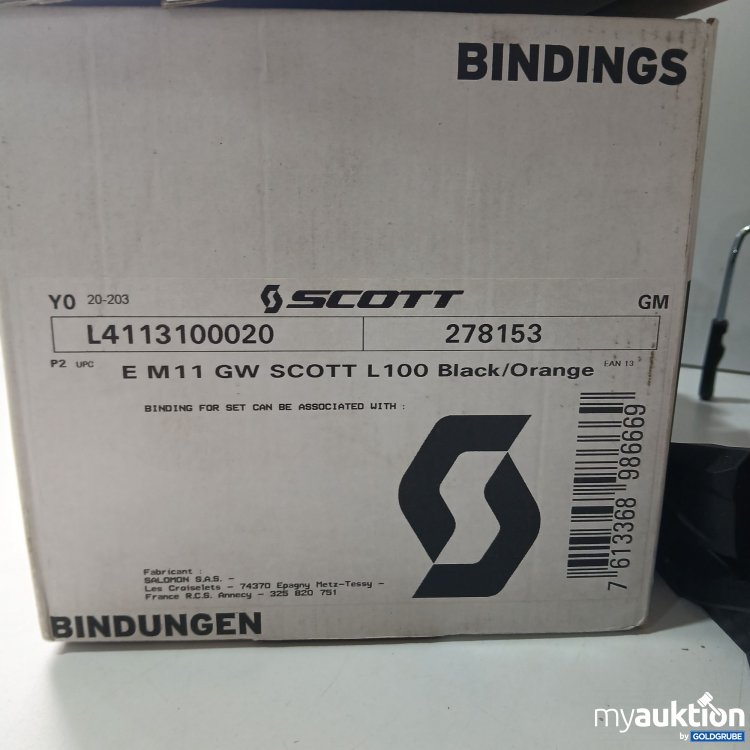 BINDINGS
Y0 20-203 SCOTT GM
L4113100020 278153
P2 UPC E M11 GW SCOTT L100 Black/Orange EAN 13
BINDING FOR SET CAN BE ASSOCIATED WITH :
7 613368 986669
Fabricant :
SALOMON S.A.S. -
Les Croiselets - 74370 Epagny Metz-Tessy -
France R.C.S. Annecy - 325 820 751
BINDUNGEN
myauktion
by GOLDGRUBE